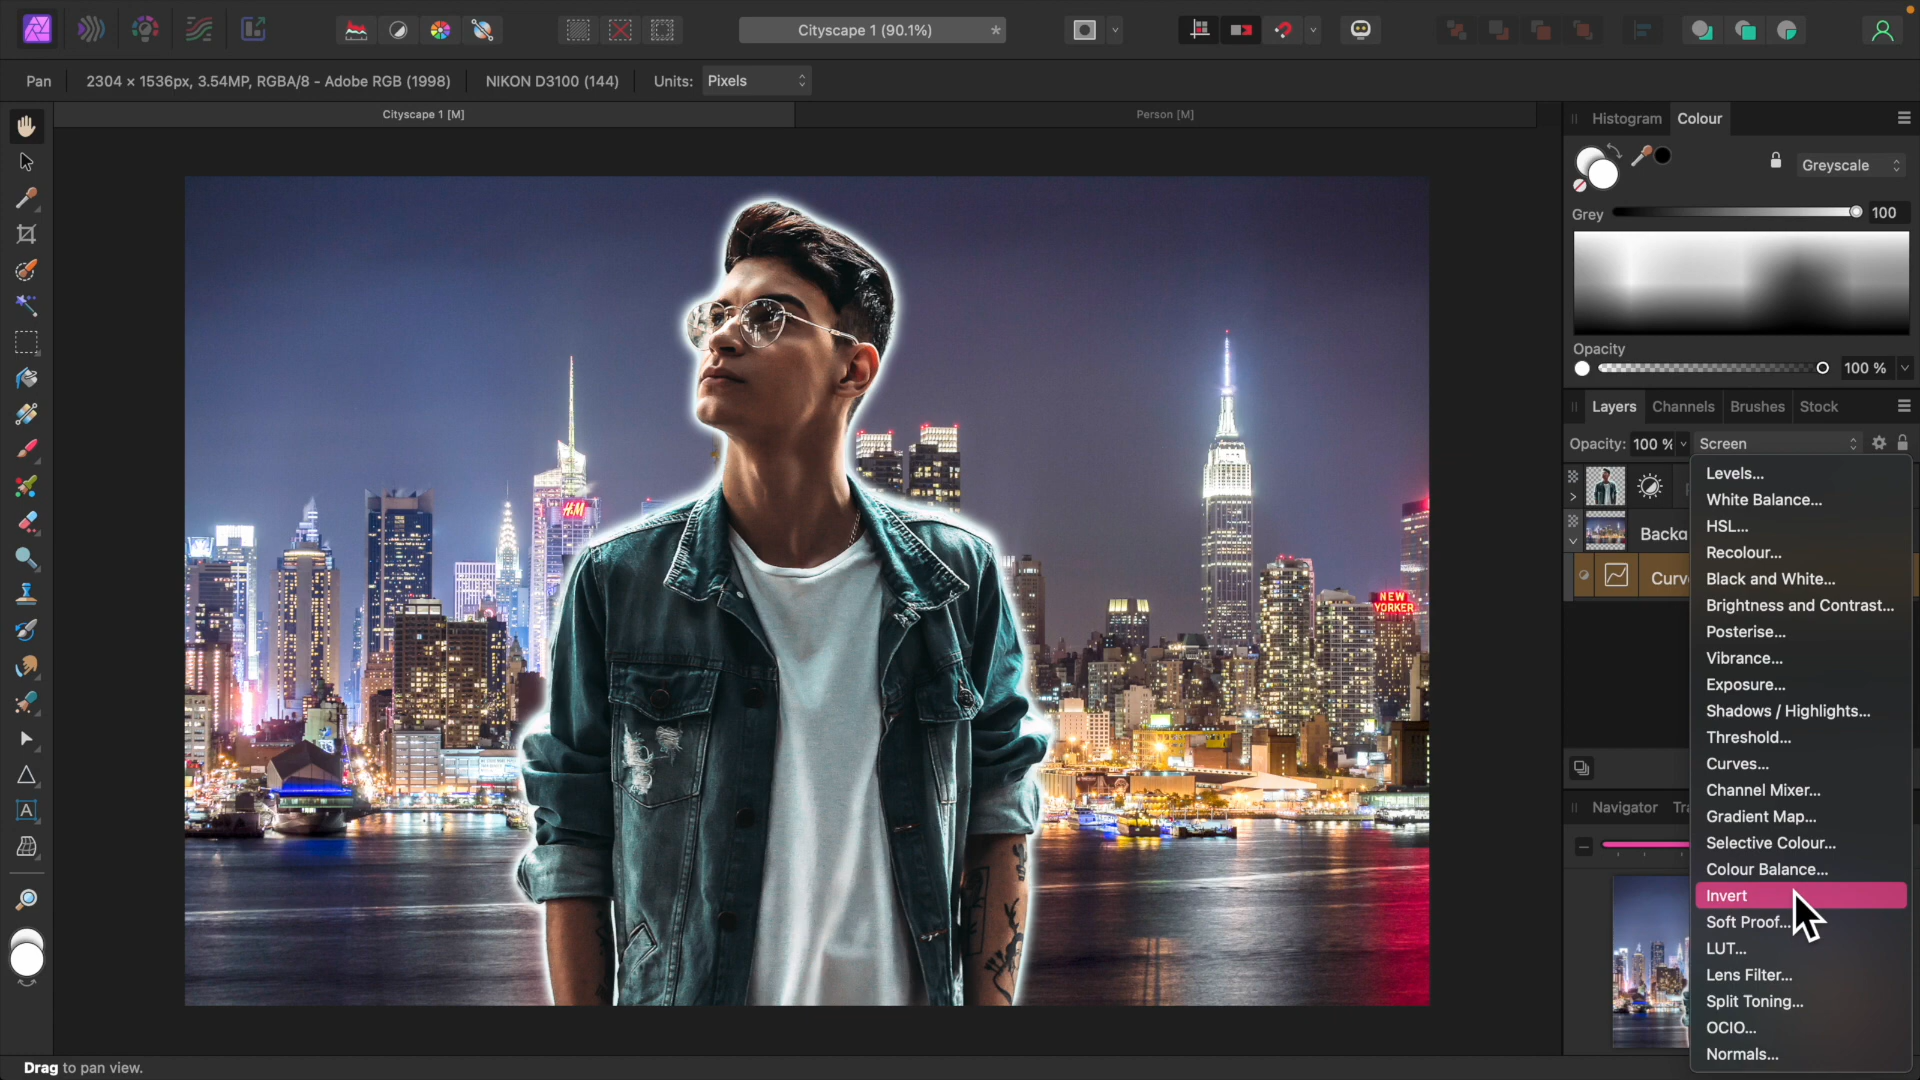 Cityscape 1 (90.1%)
*
Pan
2304 × 1536px, 3.54MP, RGBA/8 - Adobe RGB (1998)
NIKON D3100 (144)
Units:
Pixels
Cityscape 1 [M]
Person [M]
Histogram
Colour
Greyscale
Grey
100
Opacity
100 %
Layers
Channels
Brushes
Stock
Opacity:
100 %
Screen
Backg
Curv
Navigator
Tra
Levels...
White Balance...
HSL...
Recolour...
Black and White...
Brightness and Contrast...
Posterise...
Vibrance...
Exposure...
Shadows / Highlights...
Threshold...
Curves...
Channel Mixer...
Gradient Map...
Selective Colour...
Colour Balance...
Invert
Soft Proof...
LUT...
Lens Filter...
Split Toning...
OCIO...
Normals...
H&M
NEW
YORKER
A
Drag to pan view.